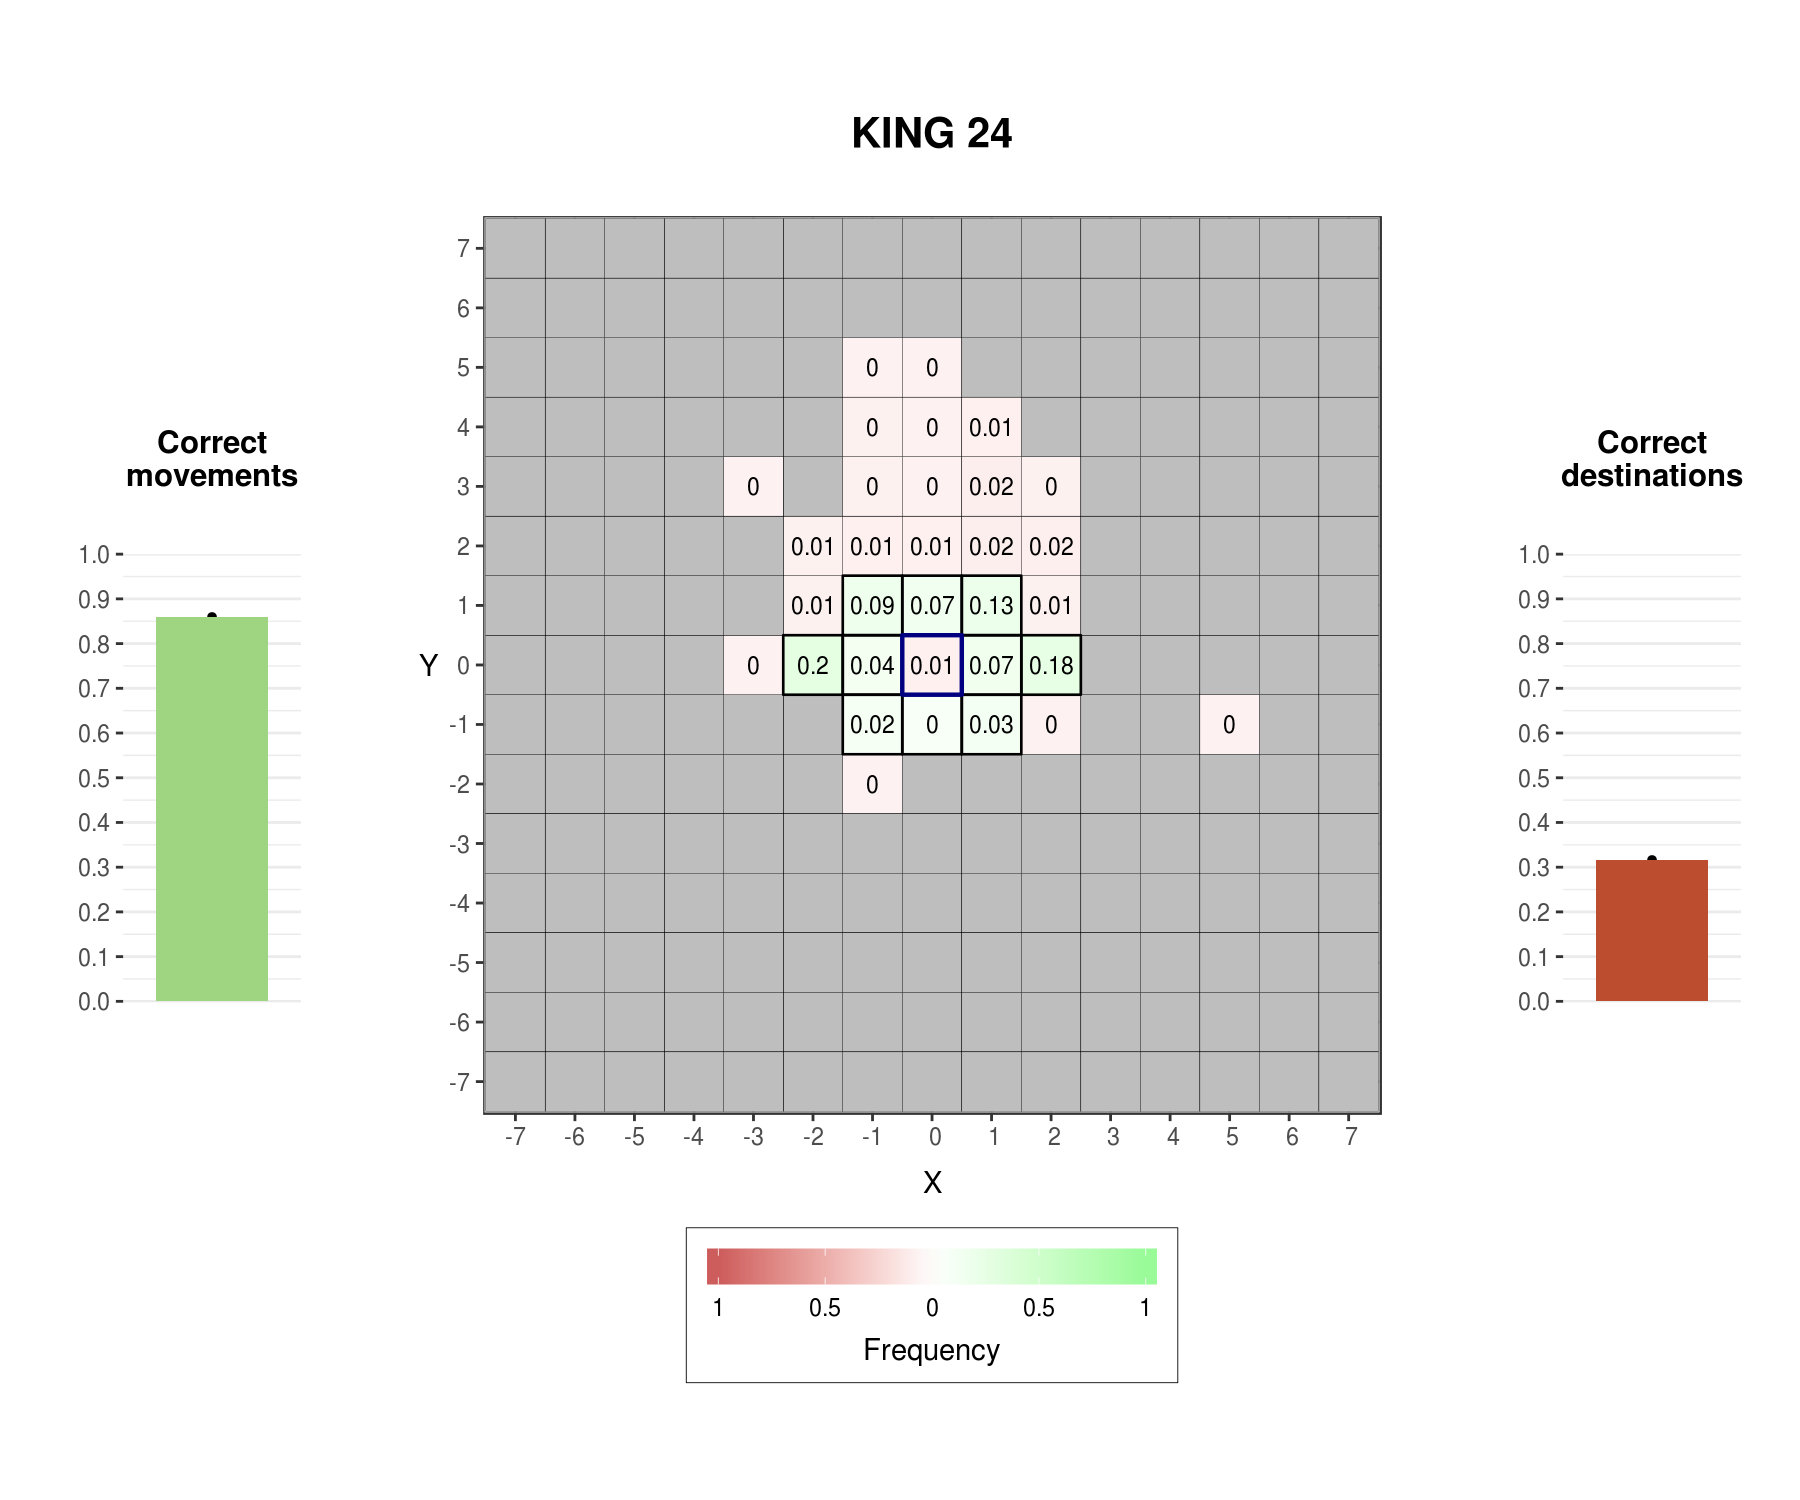 KING 24
Correct
movements
1.0
0.9
0.8
0.7
0.6
0.5
0.4
0.3
0.2
0.1
0.0
Y
7
6
5 0 0
4 0 0 0.01
3 0 0 0 0.02 0
2 0.01 0.01 0.01 0.02 0.02
1 0.01 0.09 0.07 0.13 0.01
0 0 0.2 0.04 0.01 0.07 0.18
-1 0.02 0 0.03 0 0
-2 0
-3
-4
-5
-6
-7
-7 -6 -5 -4 -3 -2 -1 0 1 2 3 4 5 6 7
X
1 0.5 0 0.5 1
Frequency
Correct
destinations
1.0
0.9
0.8
0.7
0.6
0.5
0.4
0.3
0.2
0.1
0.0